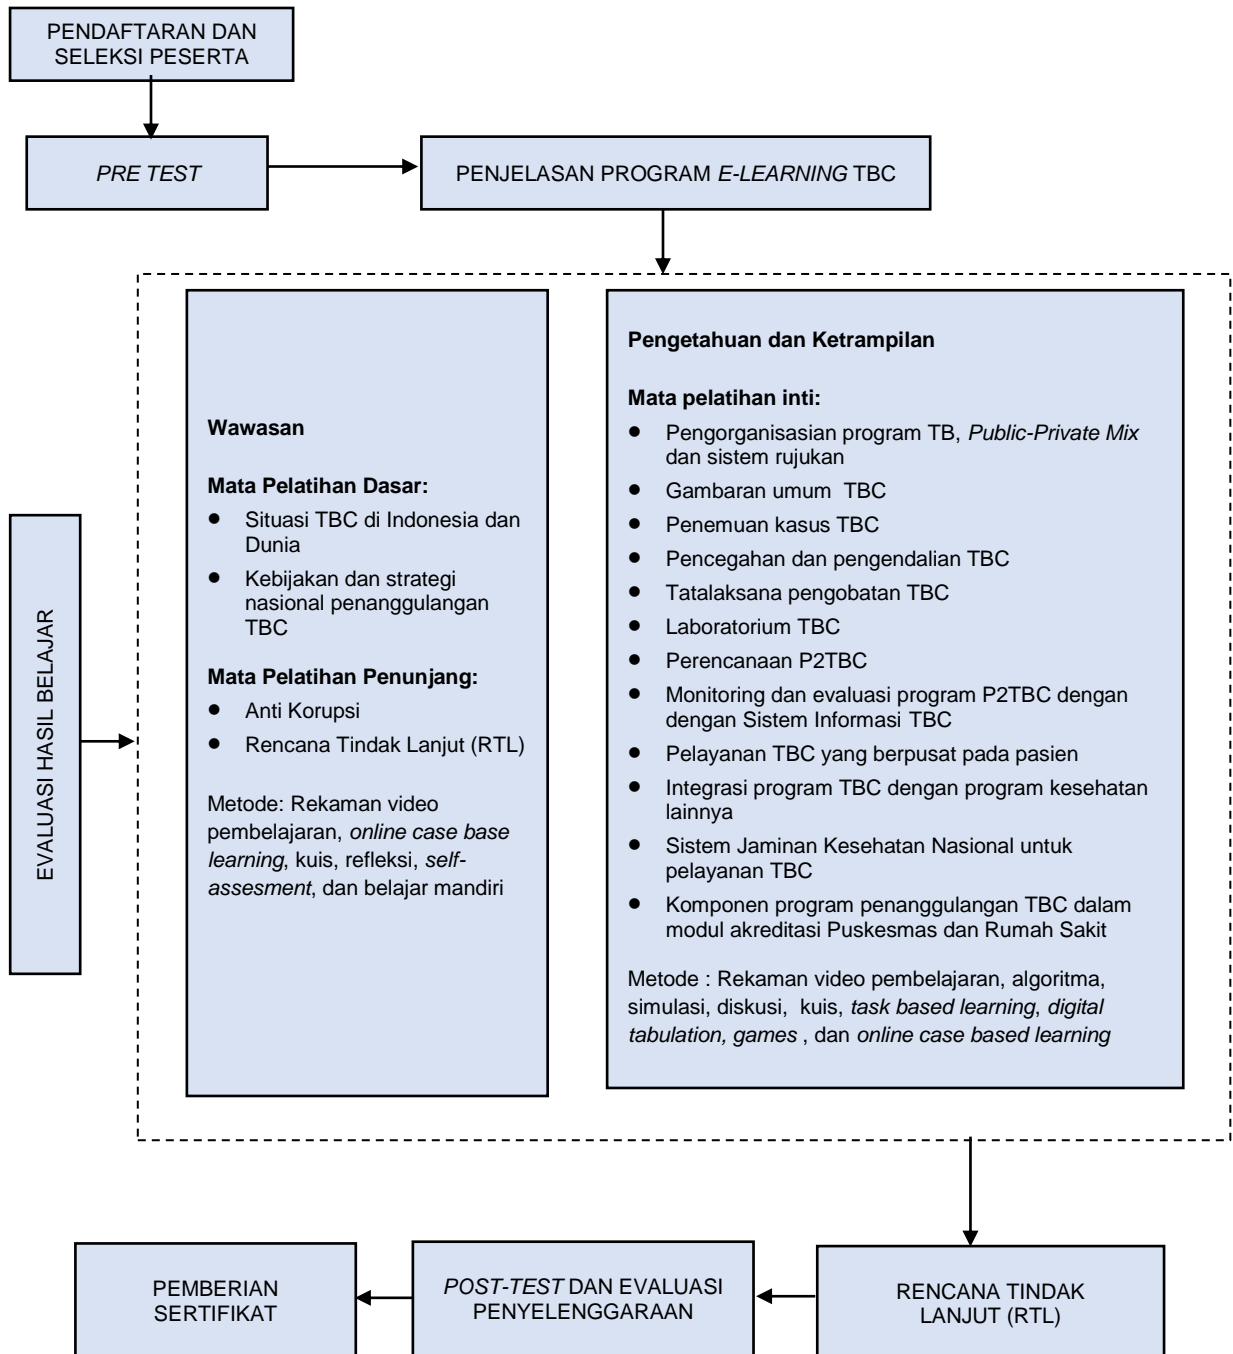 PENDAFTARAN DAN
SELEKSI PESERTA
PRE TEST
PENJELASAN PROGRAM E-LEARNING TBC
EVALUASI HASIL BELAJAR
Wawasan
Mata Pelatihan Dasar:
● Situasi TBC di Indonesia dan
Dunia
● Kebijakan dan strategi
nasional penanggulangan
TBC
Mata Pelatihan Penunjang:
● Anti Korupsi
● Rencana Tindak Lanjut (RTL)
Metode: Rekaman video
pembelajaran, online case base
learning, kuis, refleksi, self-
assesment, dan belajar mandiri
Pengetahuan dan Ketrampilan
Mata pelatihan inti:
● Pengorganisasian program TB, Public-Private Mix
dan sistem rujukan
● Gambaran umum TBC
● Penemuan kasus TBC
● Pencegahan dan pengendalian TBC
● Tatalaksana pengobatan TBC
● Laboratorium TBC
● Perencanaan P2TBC
● Monitoring dan evaluasi program P2TBC dengan
dengan Sistem Informasi TBC
● Pelayanan TBC yang berpusat pada pasien
● Integrasi program TBC dengan program kesehatan
lainnya
● Sistem Jaminan Kesehatan Nasional untuk
pelayanan TBC
● Komponen program penanggulangan TBC dalam
modul akreditasi Puskesmas dan Rumah Sakit
Metode : Rekaman video pembelajaran, algoritma,
simulasi, diskusi, kuis, task based learning, digital
tabulation, games , dan online case based learning
PEMBERIAN
SERTIFIKAT
POST-TEST DAN EVALUASI
PENYELENGGARAAN
RENCANA TINDAK
LANJUT (RTL)